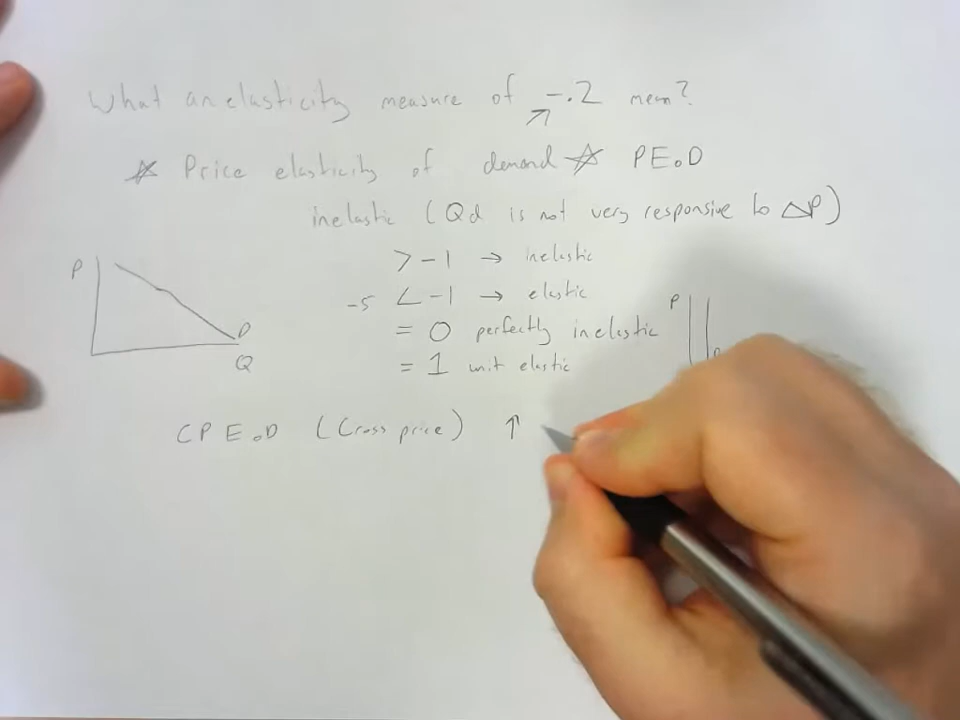 What an elasticity measure of -.2 mean?
☆ Price elasticity of demand ☆ PEoD
inelastic (Qd is not very responsive to ΔP)
> -1 → inelastic
-5 < -1 → elastic
= 0 perfectly inelastic
= 1 unit elastic
P
D
Q
P
CPEoD (Cross price) ↑